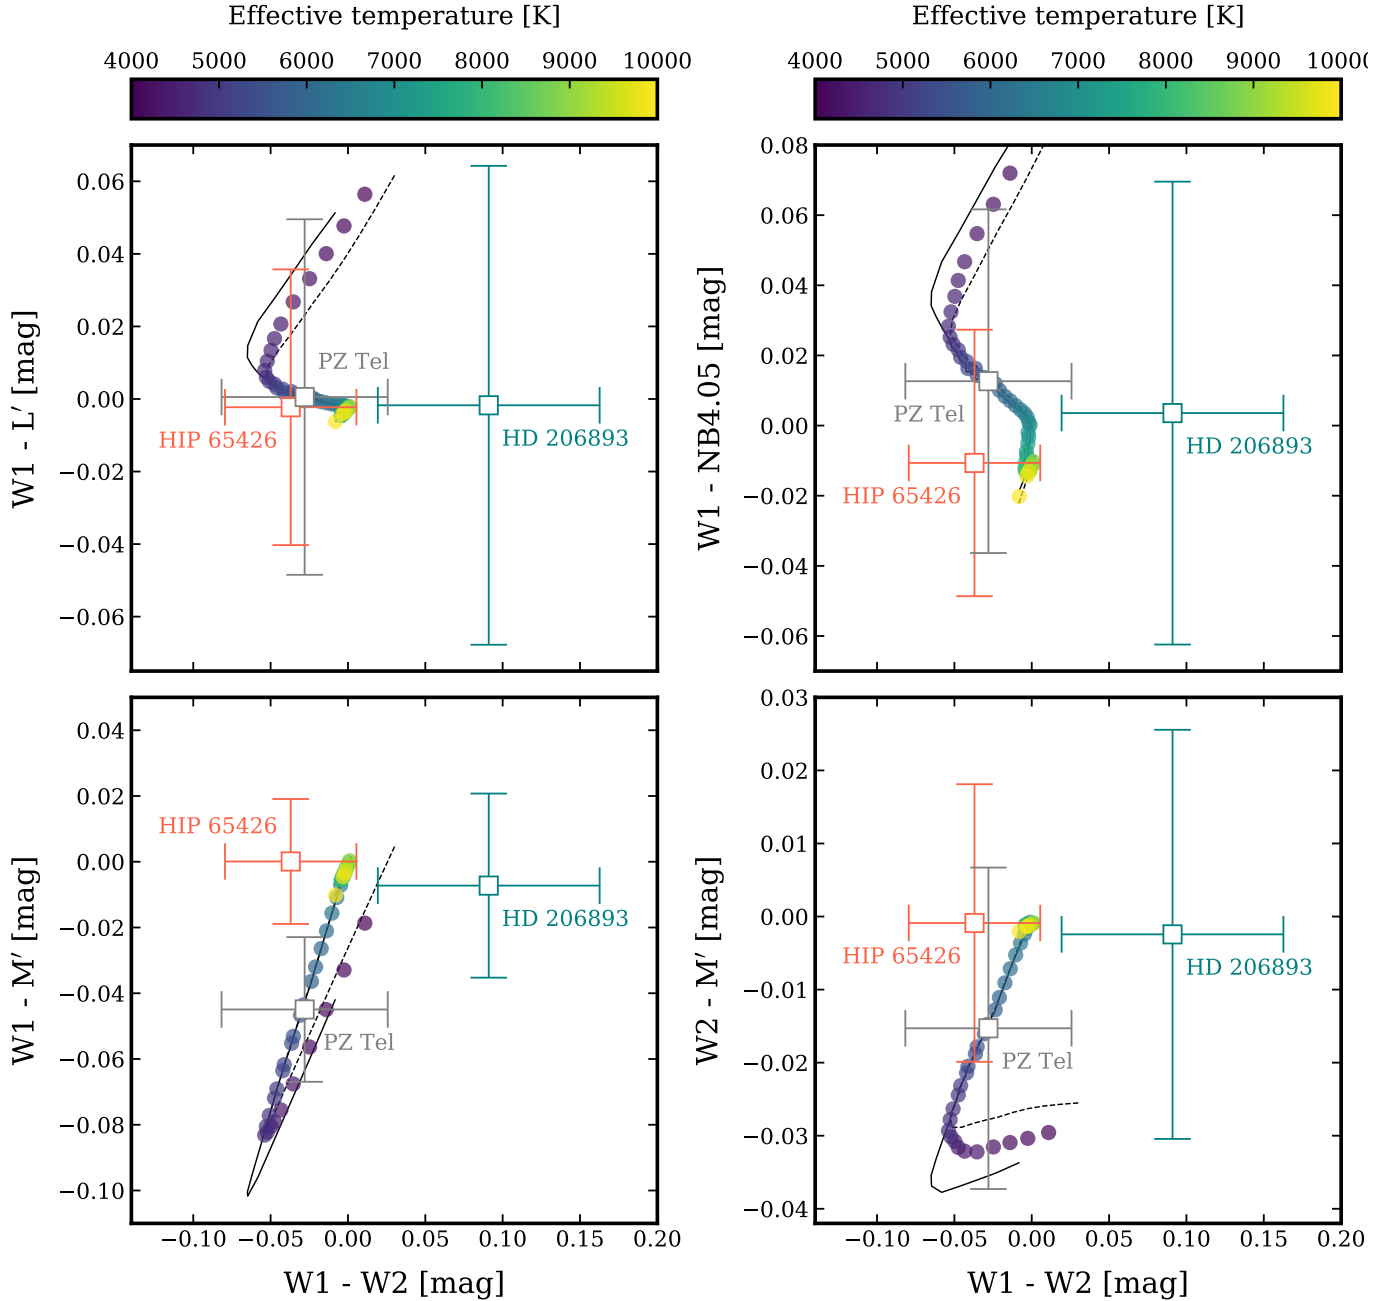 Effective temperature [K]
4000 5000 6000 7000 8000 9000 10000
Effective temperature [K]
4000 5000 6000 7000 8000 9000 1000
W1 - L′ [mag]
0.06
0.04
0.02
0.00
−0.02
−0.04
−0.06
PZ Tel
HIP 65426
HD 206893
W1 - NB4.05 [mag]
0.08
0.06
0.04
0.02
0.00
−0.02
−0.04
−0.06
PZ Tel
HD 206893
HIP 65426
W1 - M′ [mag]
0.04
0.02
0.00
−0.02
−0.04
−0.06
−0.08
−0.10
HIP 65426
HD 206893
PZ Tel
−0.10 −0.05 0.00 0.05 0.10 0.15 0.20
W1 - W2 [mag]
W2 - M′ [mag]
0.03
0.02
0.01
0.00
−0.01
−0.02
−0.03
−0.04
HIP 65426
HD 206893
PZ Tel
−0.10 −0.05 0.00 0.05 0.10 0.15 0.20
W1 - W2 [mag]